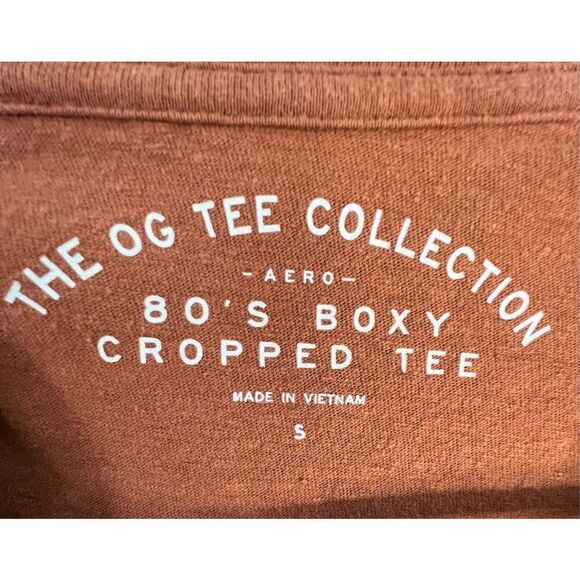 THE OG TEE COLLECTION
- AERO -
80'S BOXY
CROPPED TEE
MADE IN VIETNAM
S